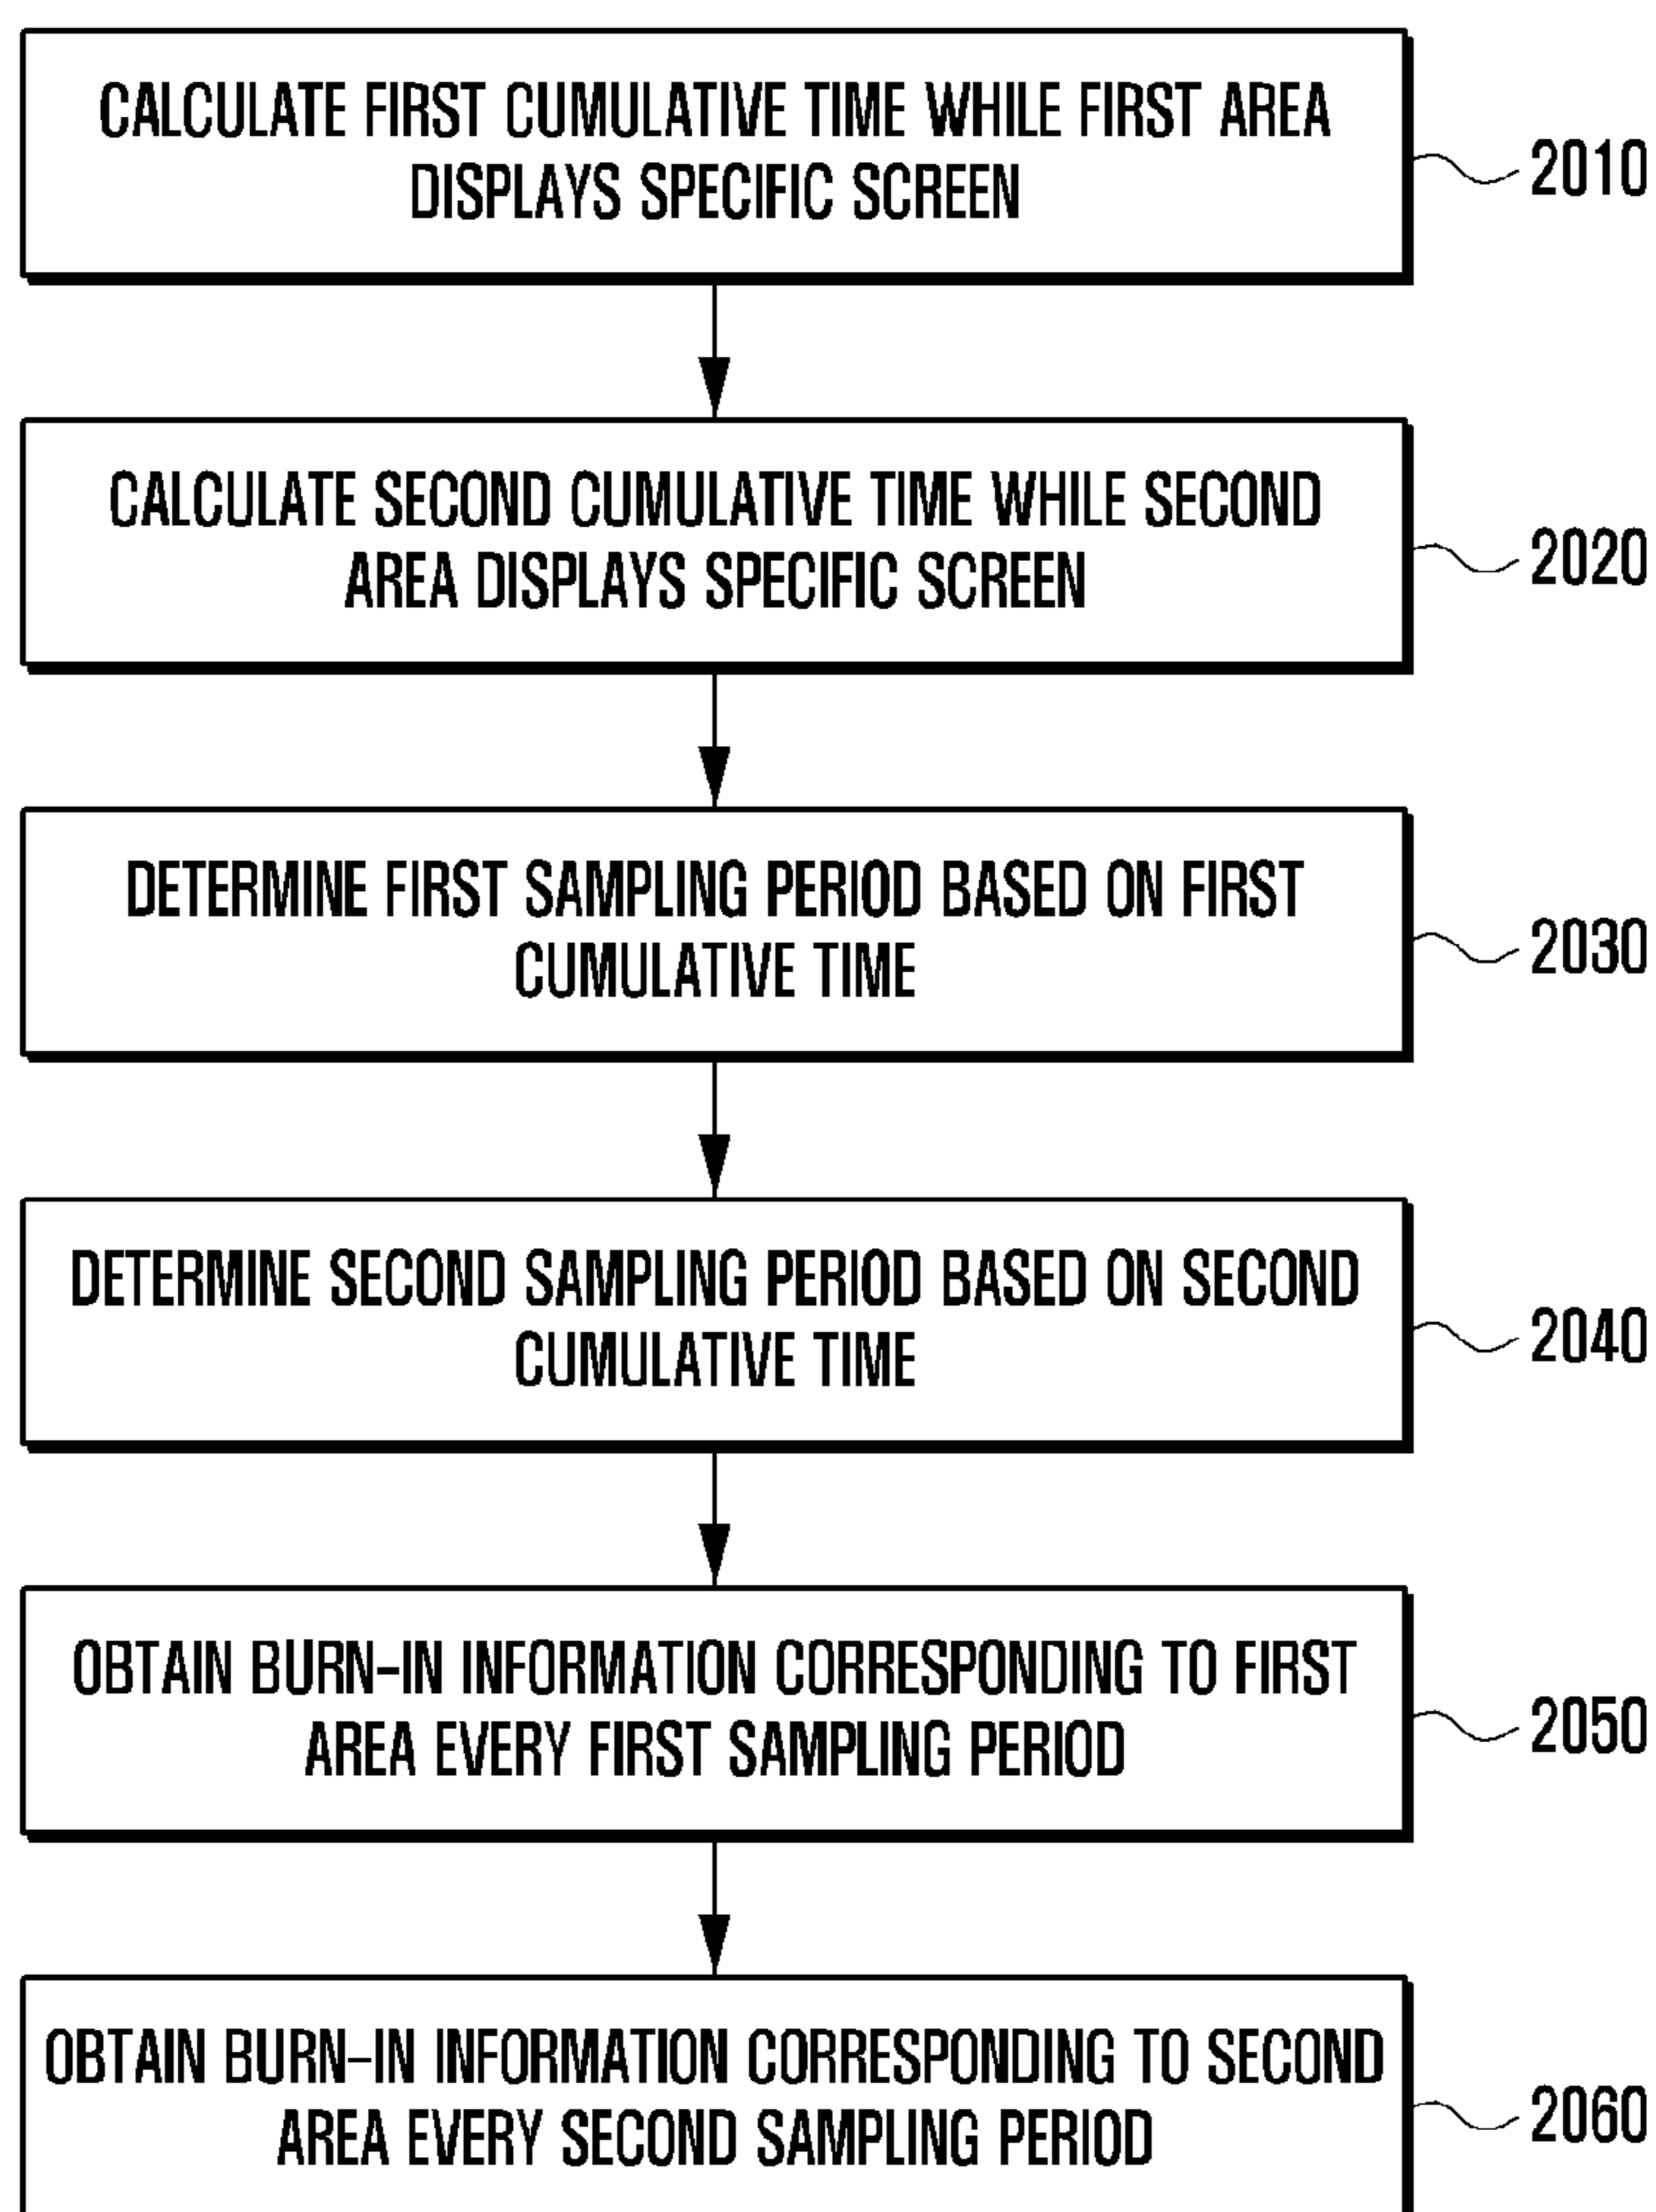 CALCULATE FIRST CUMULATIVE TIME WHILE FIRST AREA
DISPLAYS SPECIFIC SCREEN
2010
CALCULATE SECOND CUMULATIVE TIME WHILE SECOND
AREA DISPLAYS SPECIFIC SCREEN
2020
DETERMINE FIRST SAMPLING PERIOD BASED ON FIRST
CUMULATIVE TIME
2030
DETERMINE SECOND SAMPLING PERIOD BASED ON SECOND
CUMULATIVE TIME
2040
OBTAIN BURN-IN INFORMATION CORRESPONDING TO FIRST
AREA EVERY FIRST SAMPLING PERIOD
2050
OBTAIN BURN-IN INFORMATION CORRESPONDING TO SECOND
AREA EVERY SECOND SAMPLING PERIOD
2060